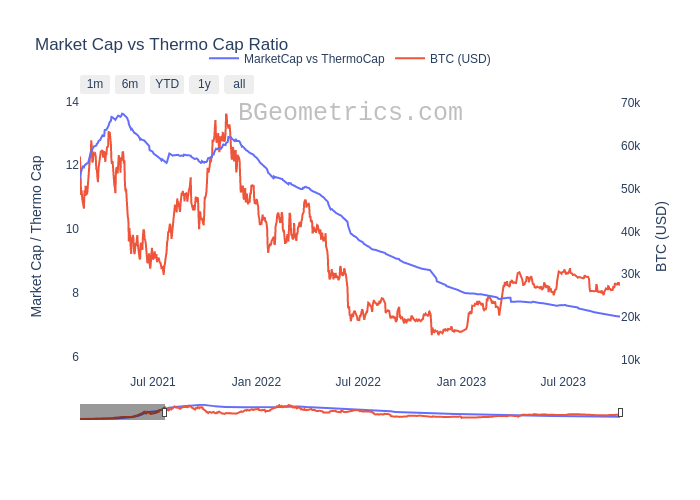 Market Cap vs Thermo Cap Ratio
MarketCap vs ThermoCap
BTC (USD)
1m
6m
YTD
1y
all
BGeometrics.com
14
12
10
8
6
Market Cap / Thermo Cap
70k
60k
50k
40k
30k
20k
10k
BTC (USD)
Jul 2021
Jan 2022
Jul 2022
Jan 2023
Jul 2023